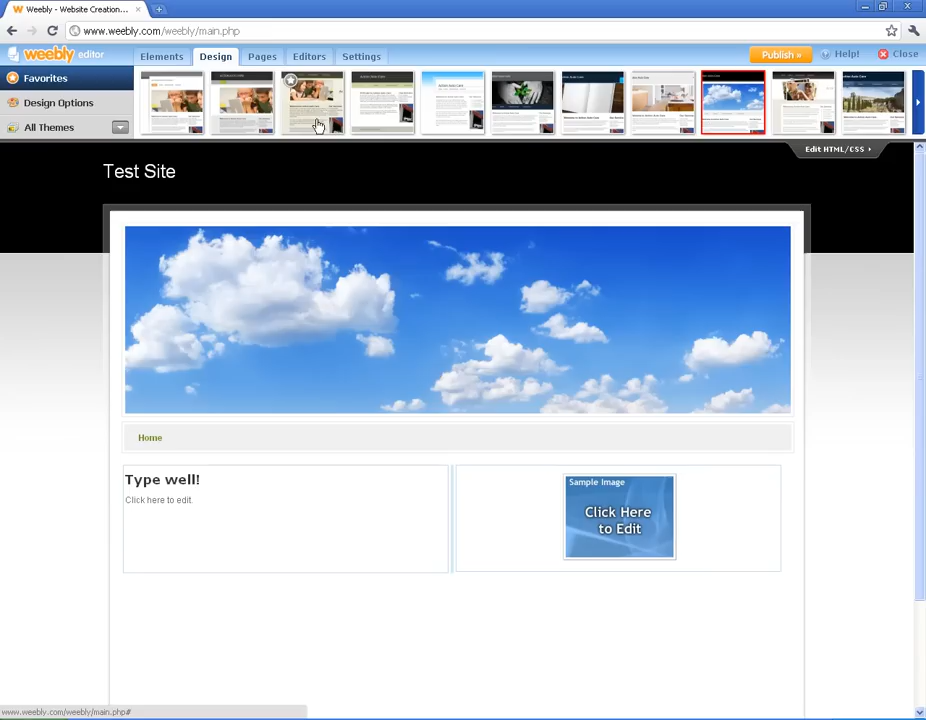 Weebly - Website Creation...
www.weebly.com/weebly/main.php
weebly editor
Elements
Design
Pages
Editors
Settings
Publish »
Help!
Close
Favorites
Design Options
All Themes
Edit HTML/CSS
Test Site
Home
Type well!
Click here to edit.
Sample Image
Click Here
to Edit
www.weebly.com/weebly/main.php#